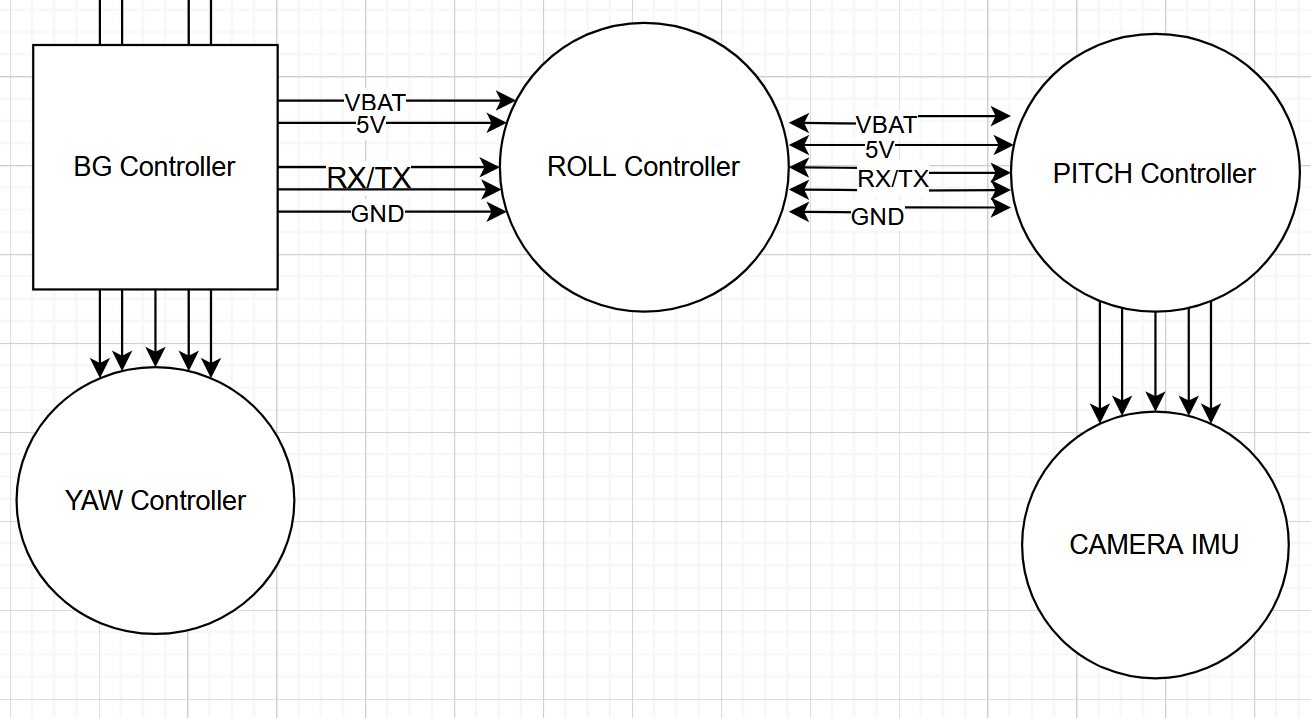 VBAT
5V
BG Controller
RX/TX
GND
ROLL Controller
VBAT
5V
RX/TX
GND
PITCH Controller
YAW Controller
CAMERA IMU